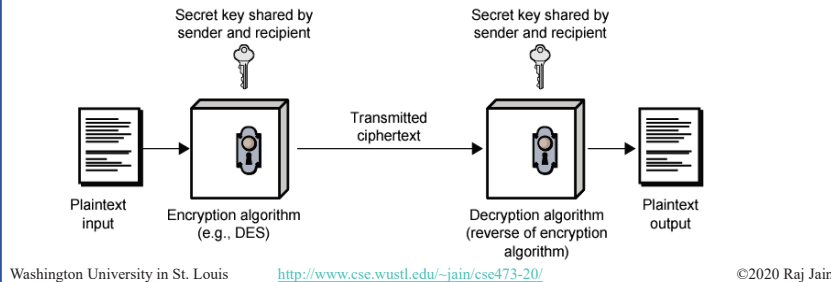 Secret key shared by
sender and recipient
Secret key shared by
sender and recipient
Transmitted
ciphertext
Plaintext
input
Encryption algorithm
(e.g., DES)
Decryption algorithm
(reverse of encryption
algorithm)
Plaintext
output
Washington University in St. Louis
http://www.cse.wustl.edu/~jain/cse473-20/
©2020 Raj Jain